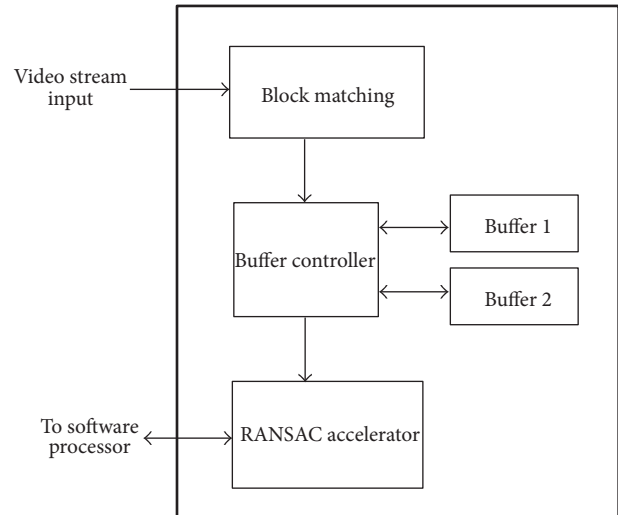 Video stream
input
Block matching
Buffer controller
Buffer 1
Buffer 2
To software
processor
RANSAC accelerator